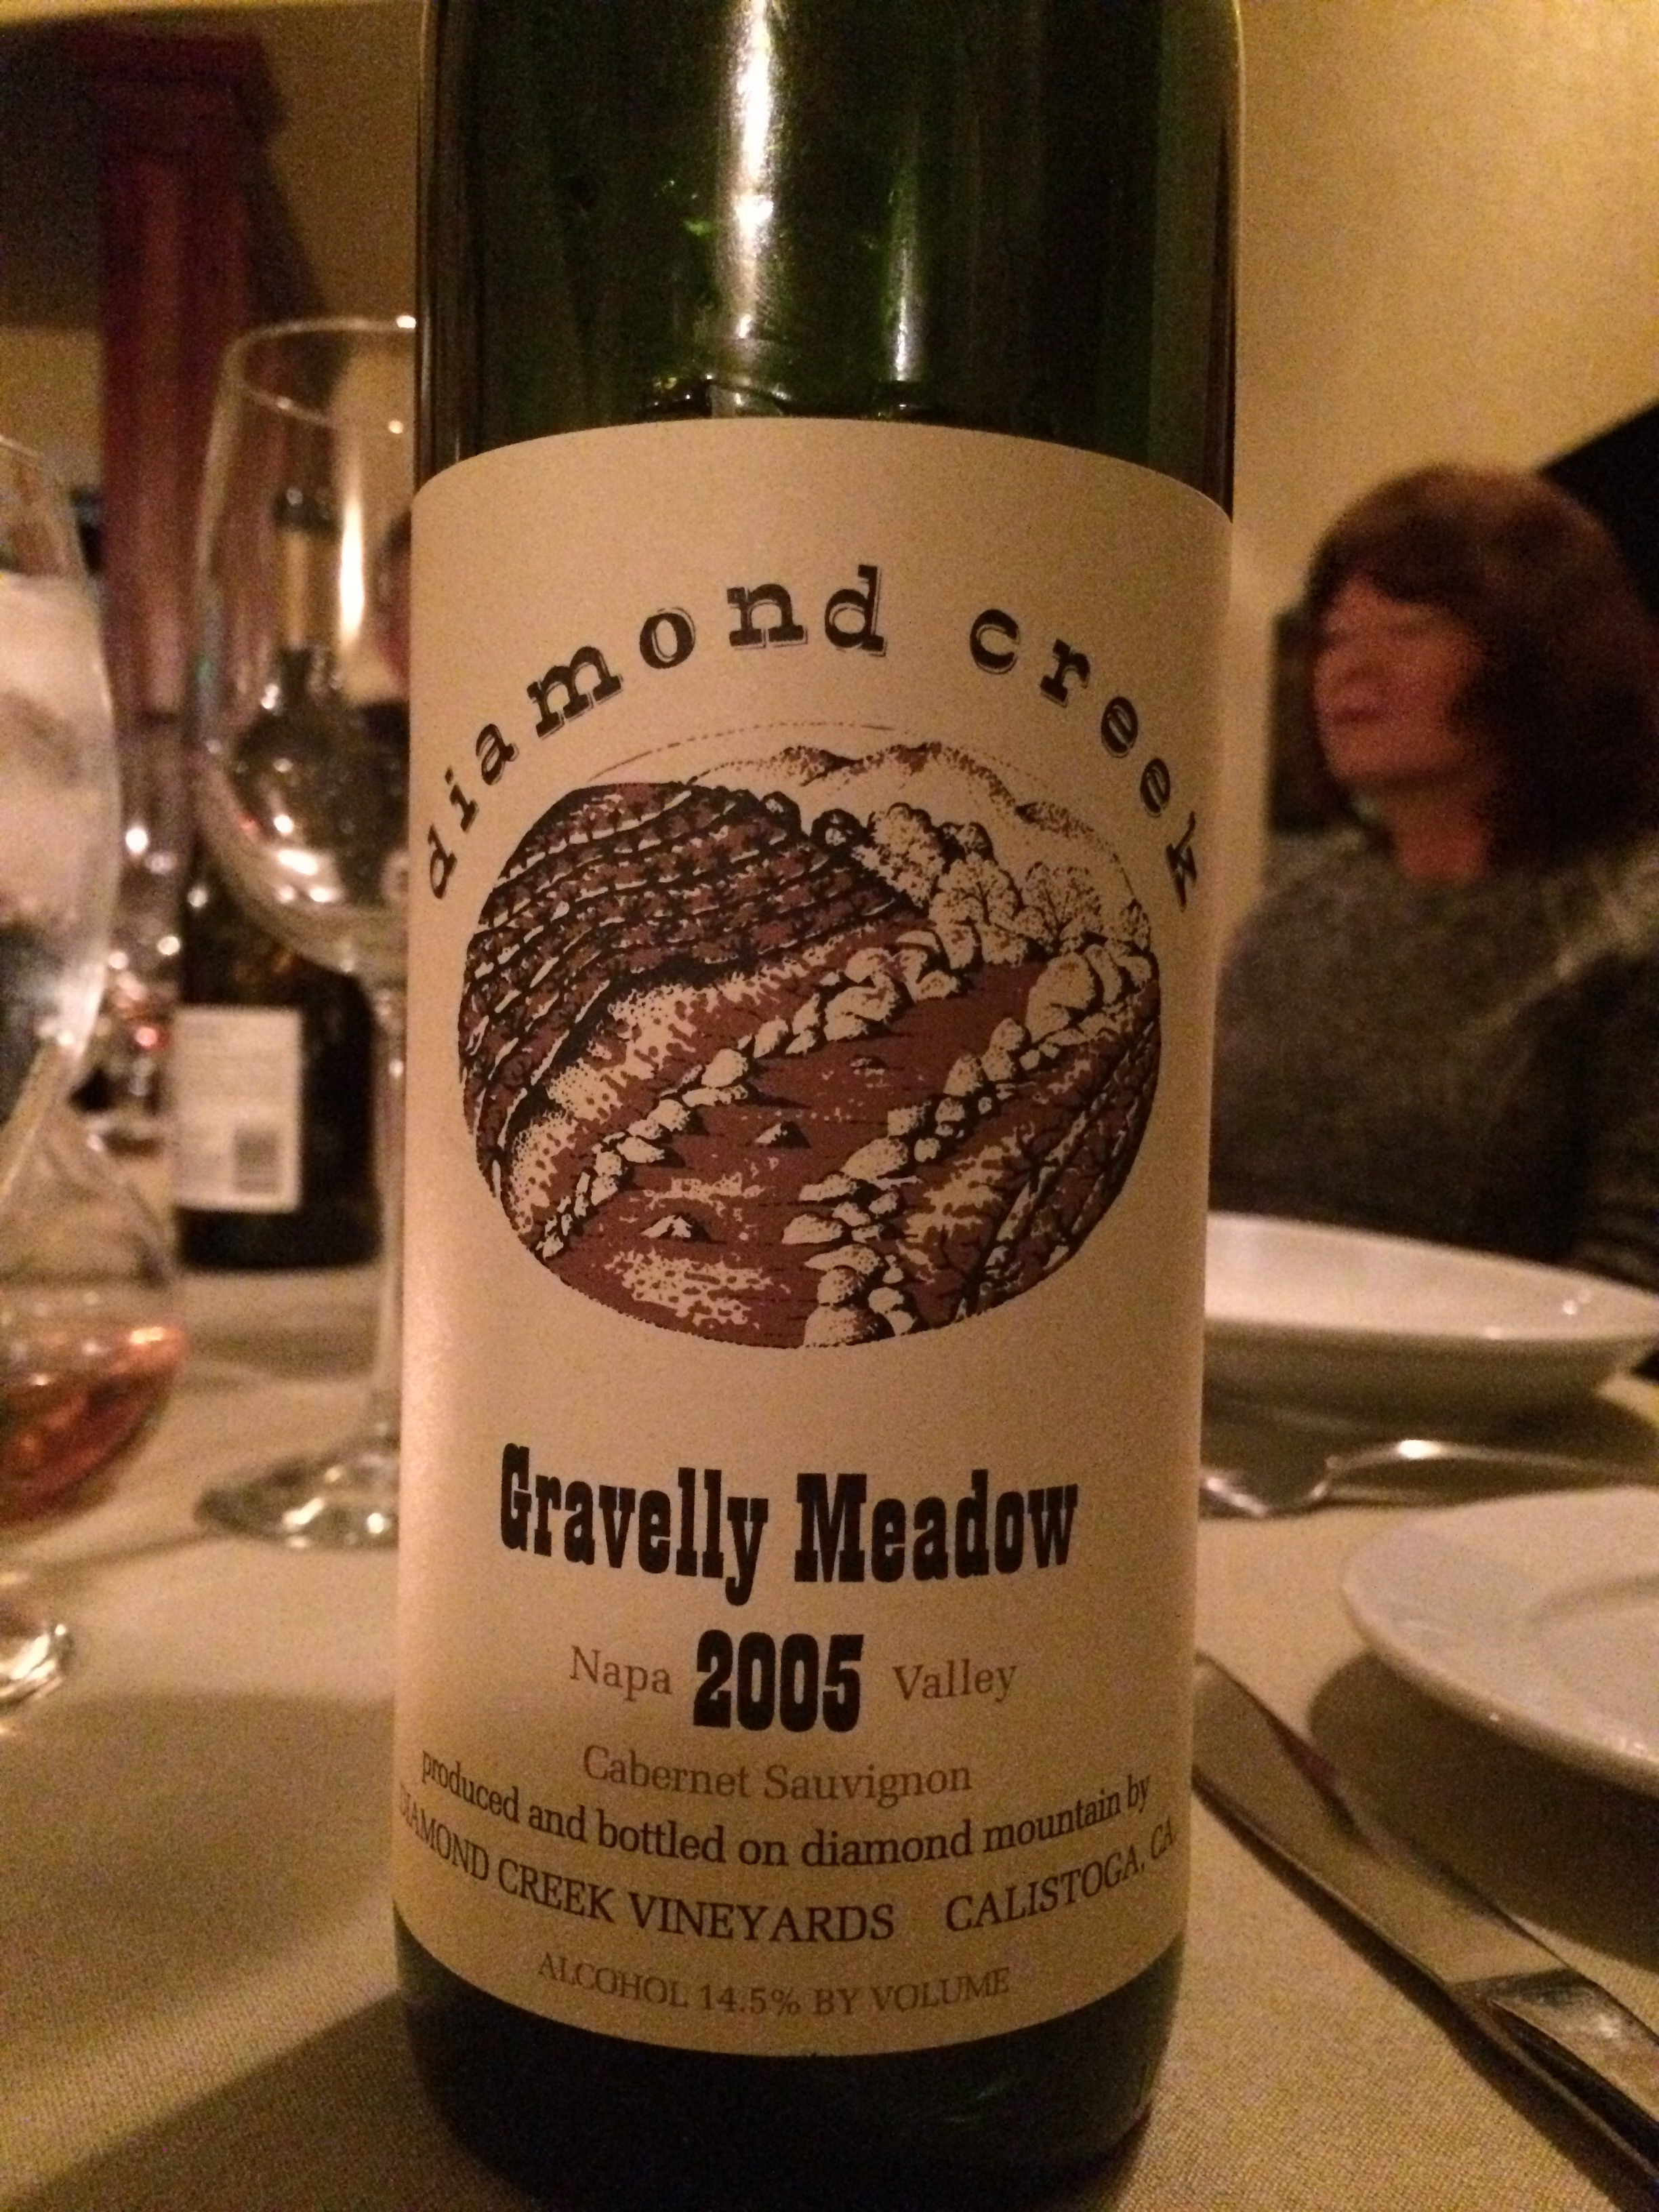 diamond creek
Gravelly Meadow
Napa 2005 Valley
Cabernet Sauvignon
produced and bottled on diamond mountain by
DIAMOND CREEK VINEYARDS CALISTOGA, CA.
ALCOHOL 14.5% BY VOLUME